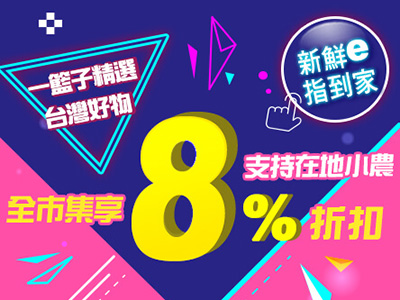 一籃子精選
台灣好物
新鮮e
指到家
支持在地小農
全市集享8%折扣